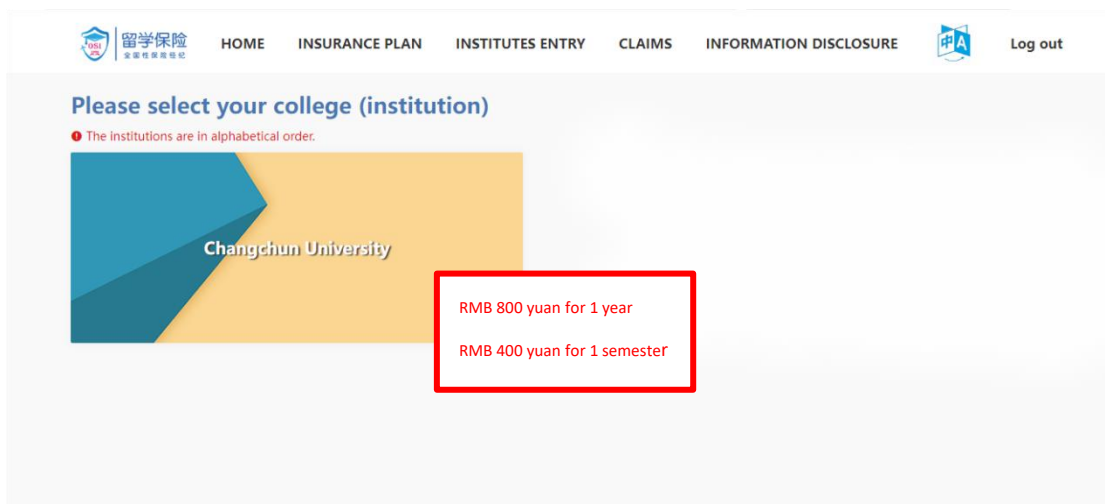 OSI
留学保险
全国性保险经纪
HOME INSURANCE PLAN INSTITUTES ENTRY CLAIMS INFORMATION DISCLOSURE 中A Log out
Please select your college (institution)
The institutions are in alphabetical order.
Changchun University
RMB 800 yuan for 1 year
RMB 400 yuan for 1 semester